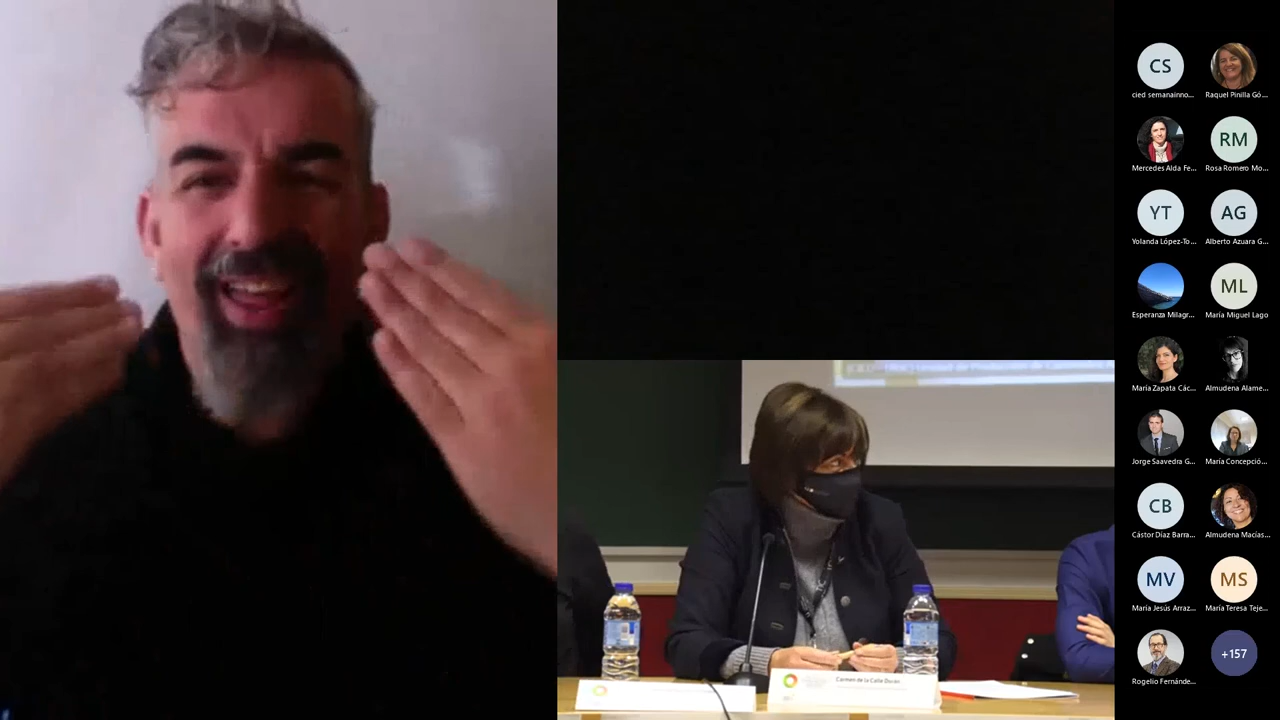 CS
cied semanainno...
Raquel Pinilla Gó...
Mercedes Alda Fe...
RM
Rosa Romero Mo...
YT
Yolanda López-To...
AG
Alberto Azuara G...
Esperanza Milagr...
ML
María Miguel Lago
María Zapata Các...
Almudena Alame...
Jorge Saavedra G...
María Concepció...
CB
Cástor Díaz Barra...
Almudena Macías...
MV
María Jesús Arraz...
MS
María Teresa Teje...
Rogelio Fernánde...
+157
Carmen de la Calle Durán